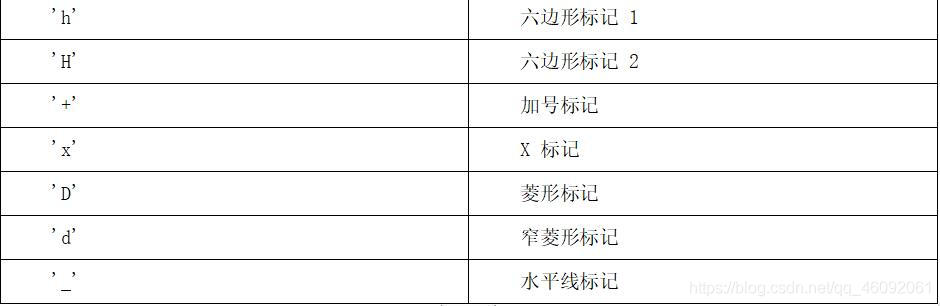 'h' 六边形标记 1
'H' 六边形标记 2
'+' 加号标记
'x' X 标记
'D' 菱形标记
'd' 窄菱形标记
'_' 水平线标记
https://blog.csdn.net/qq_46092061